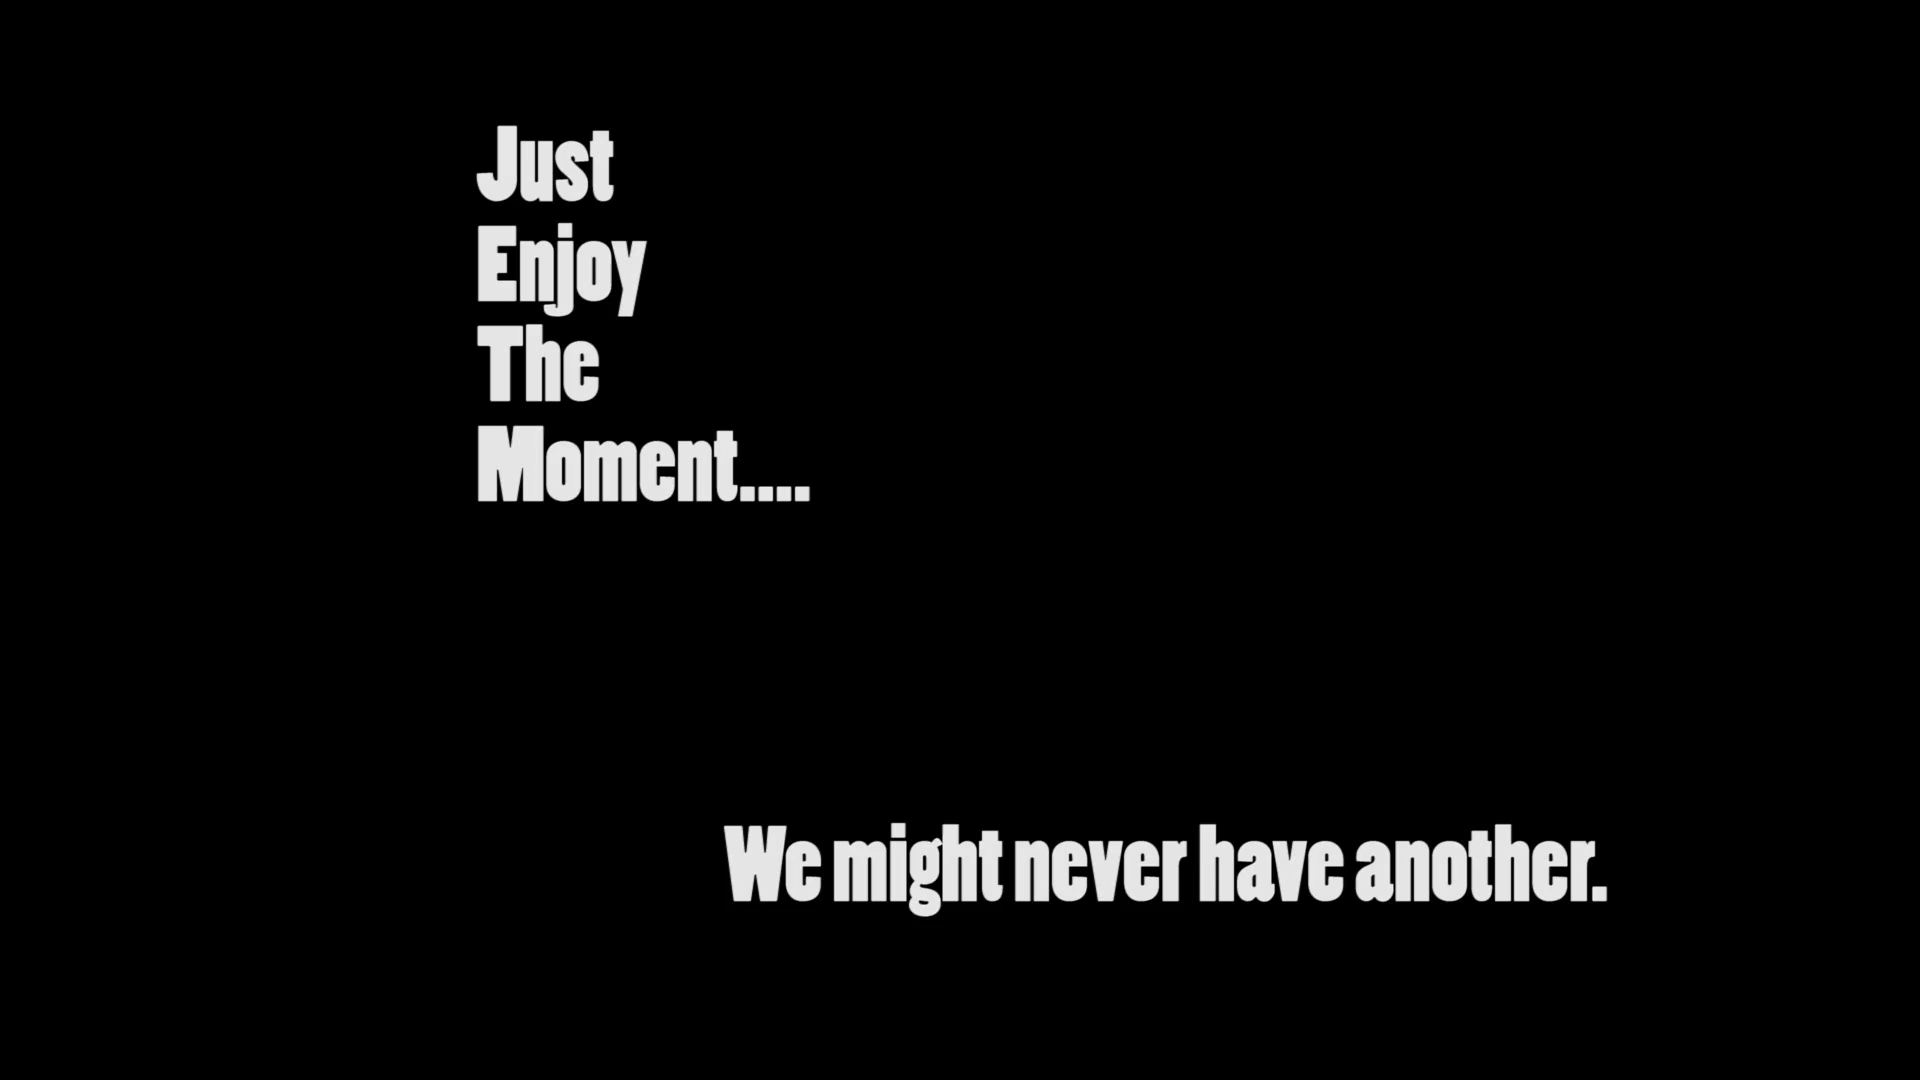 Just
Enjoy
The
Moment....
We might never have another.